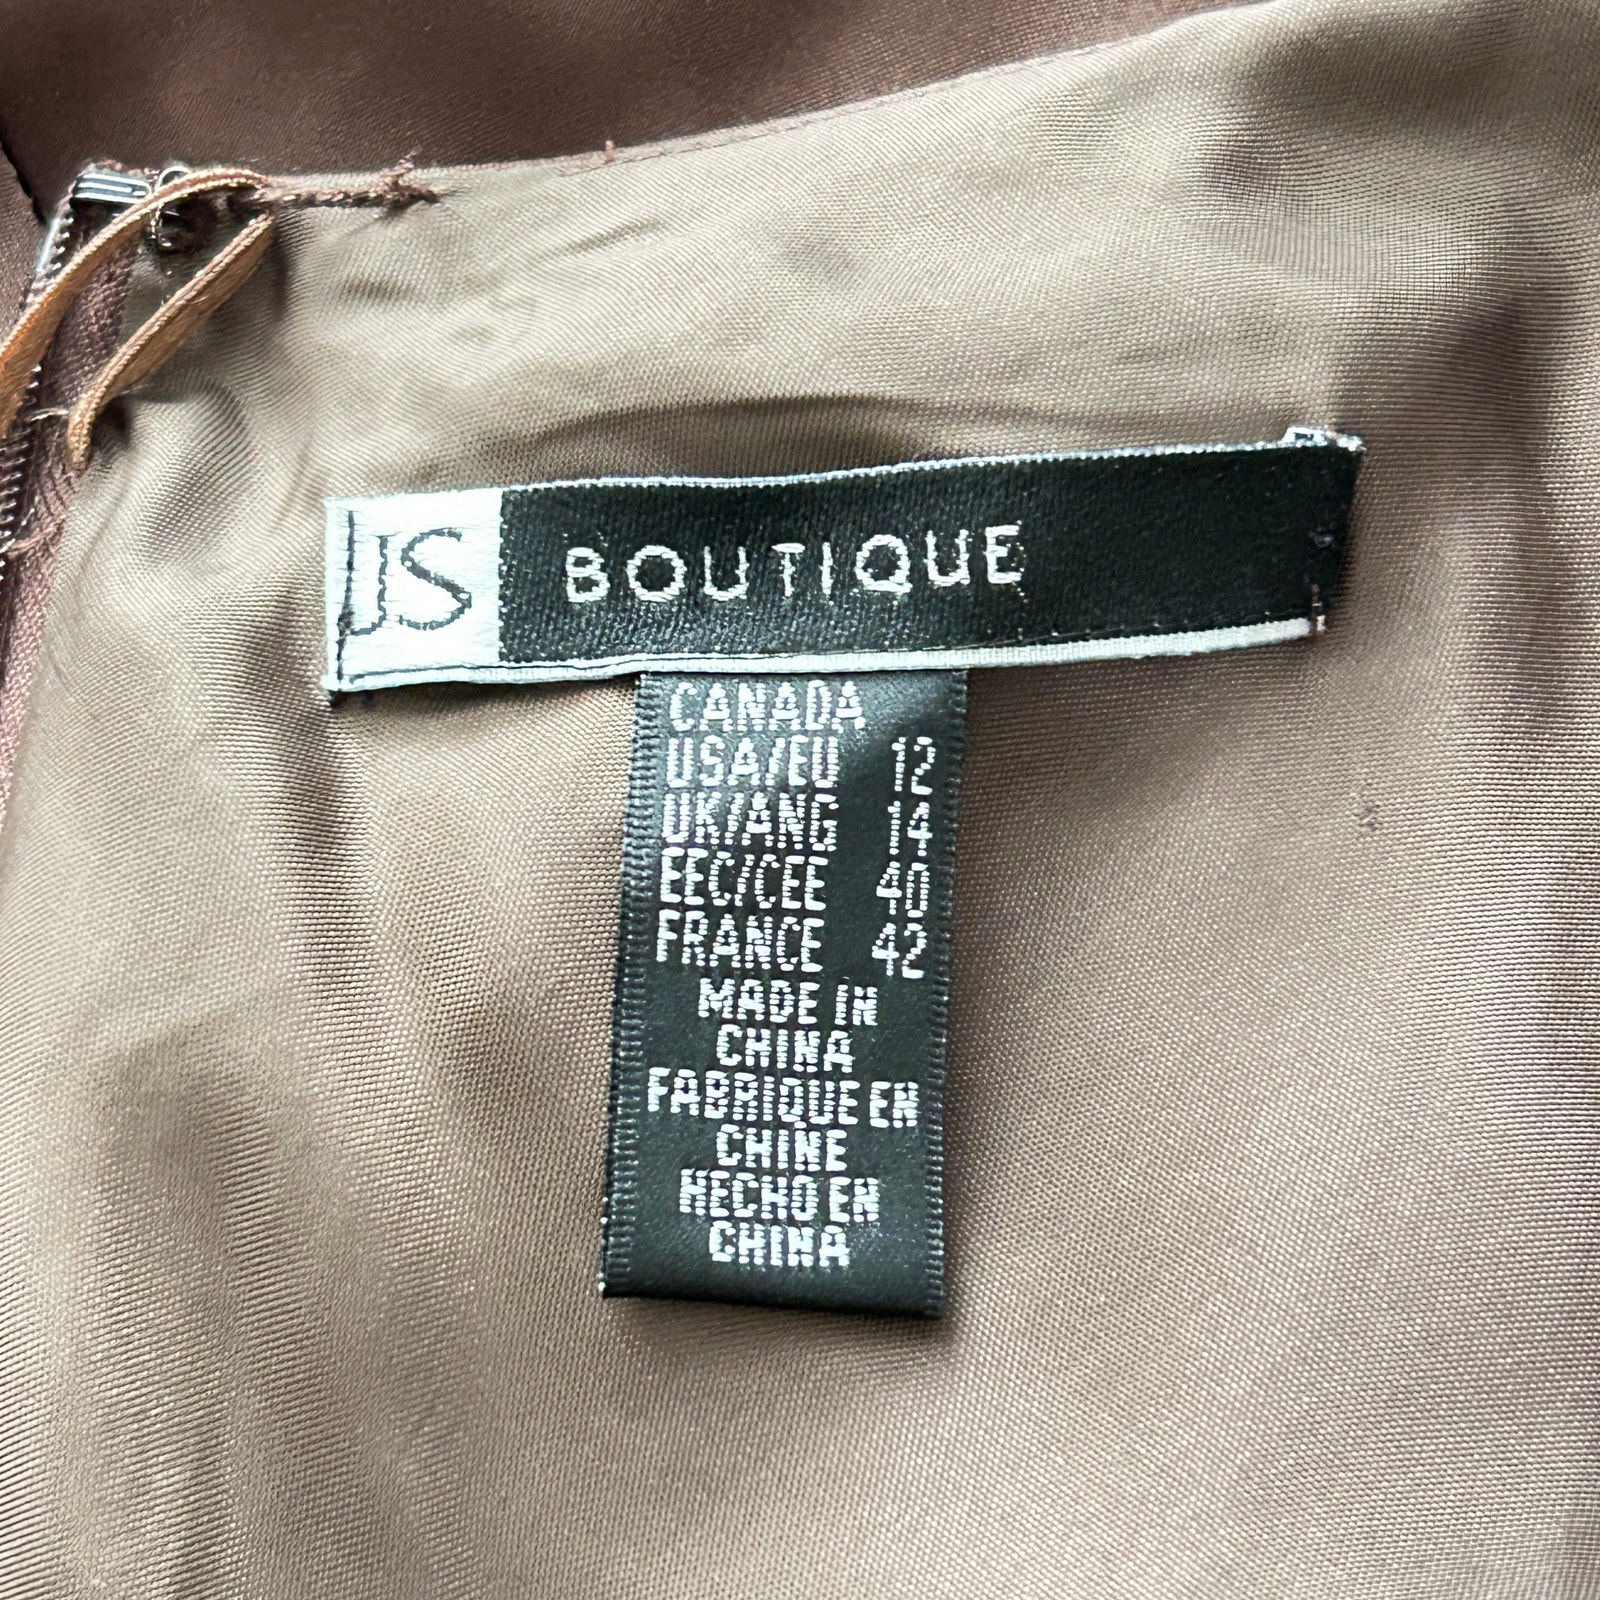 JS BOUTIQUE
CANADA
USA/EU 12
UK/ANG 14
EEC/CEE 40
FRANCE 42
MADE IN
CHINA
FABRIQUE EN
CHINE
HECHO EN
CHINA